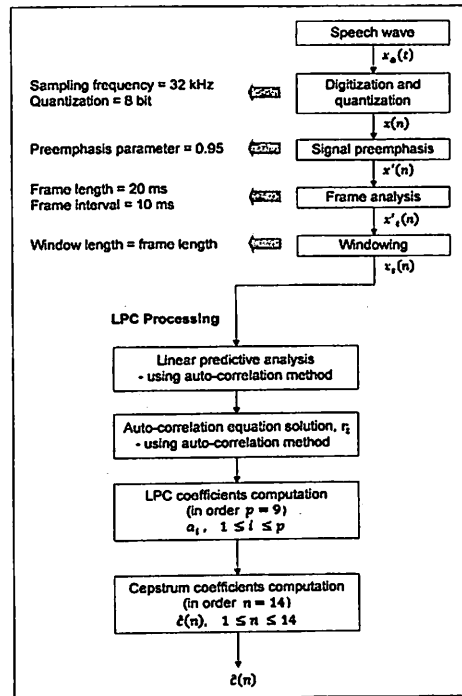 Speech wave
xₐ(t)
Sampling frequency = 32 kHz
Quantization = 8 bit
Digitization and
quantization
x(n)
Preemphasis parameter = 0.95
Signal preemphasis
x'(n)
Frame length = 20 ms
Frame interval = 10 ms
Frame analysis
x'ₜ(n)
Window length = frame length
Windowing
xₜ(n)
LPC Processing
Linear predictive analysis
- using auto-correlation method
Auto-correlation equation solution, rᵢ
- using auto-correlation method
LPC coefficients computation
(in order p = 9)
aᵢ, 1 ≤ i ≤ p
Cepstrum coefficients computation
(in order n = 14)
ĉ(n), 1 ≤ n ≤ 14
ĉ(n)